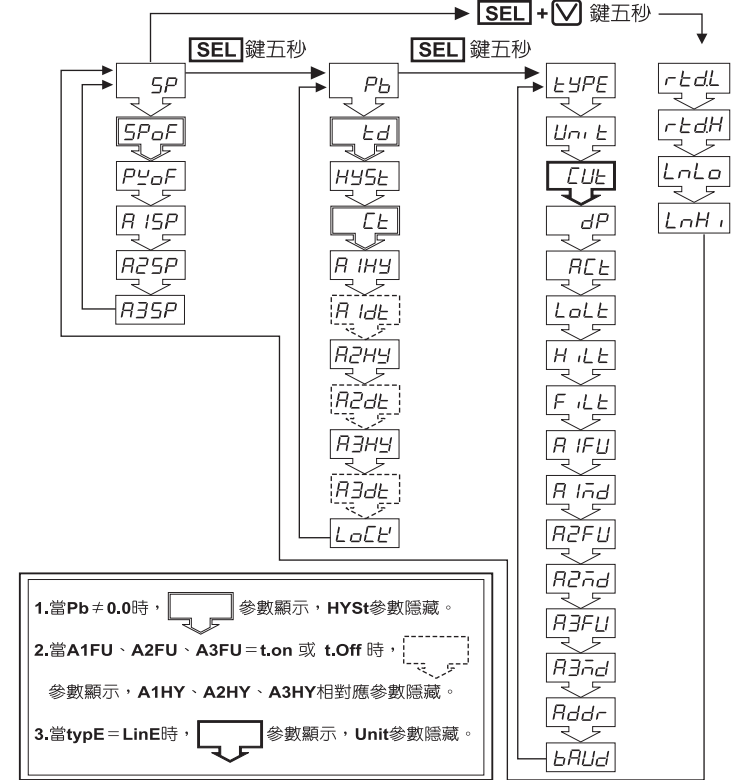 SEL + 鍵五秒
SEL 鍵五秒
SEL 鍵五秒
SP
SPoF
PVoF
A1SP
A2SP
A3SP
Pb
td
HYSt
Ct
A1HY
A1dt
A2HY
A2dt
A3HY
A3dt
LoCK
tYPE
Unit
CUt
dP
ACt
LoLt
HiLt
FiLt
A1FU
A1md
A2FU
A2md
A3FU
A3md
Addr
bAUd
rtd.L
rtd.H
LnLo
LnHi
1.當Pb≠0.0時，參數顯示，HYSt參數隱藏。
2.當A1FU、A2FU、A3FU=t.on 或 t.Off 時，
參數顯示，A1HY、A2HY、A3HY相對應參數隱藏。
3.當typE=LinE時，參數顯示，Unit參數隱藏。